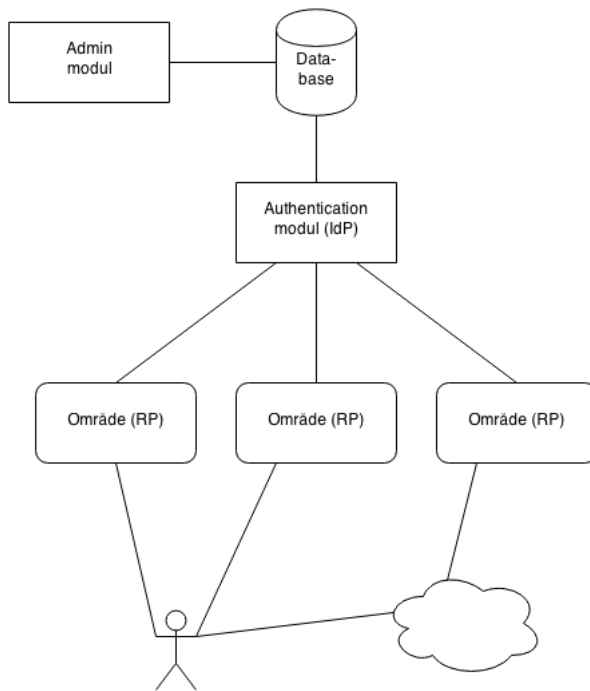 Admin
modul
Data-
base
Authentication
modul (IdP)
Område (RP)
Område (RP)
Område (RP)